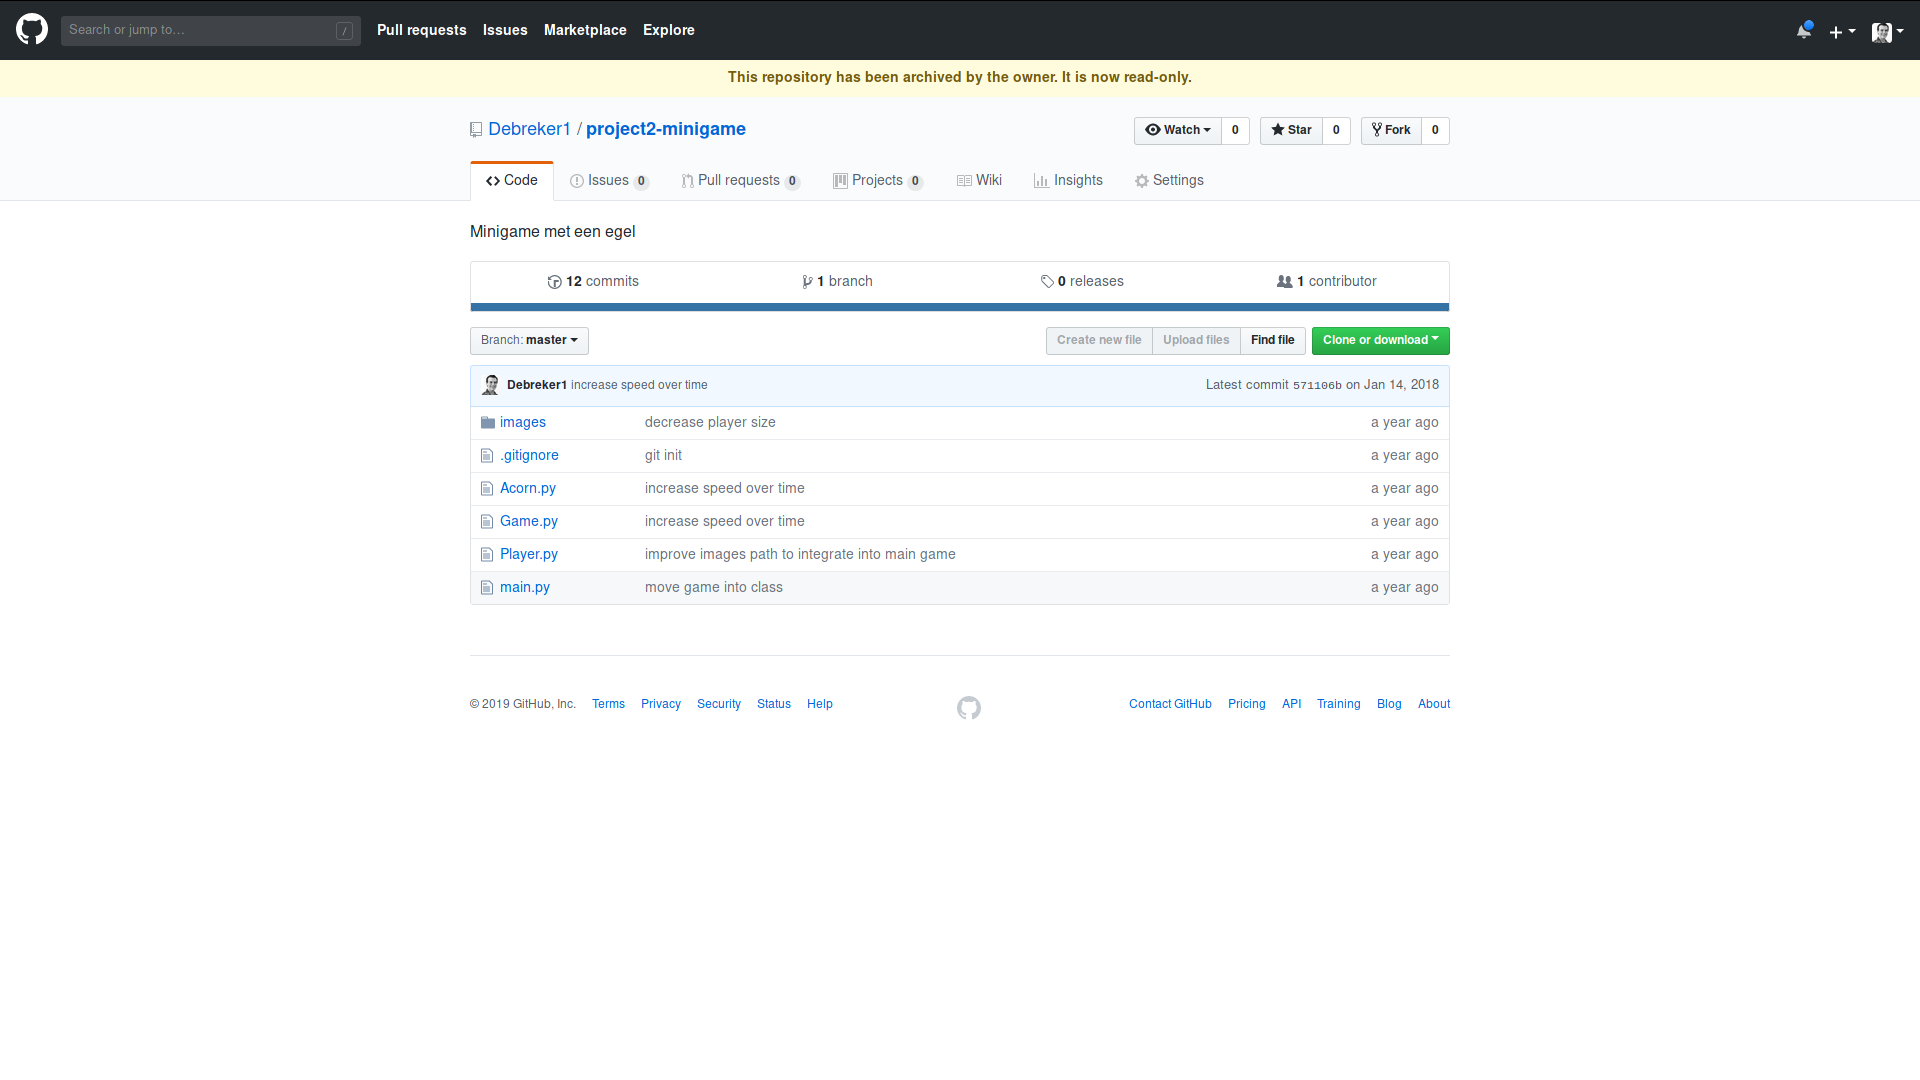 Search or jump to… /
Pull requests Issues Marketplace Explore
This repository has been archived by the owner. It is now read-only.
Debreker1 / project2-minigame
Watch 0 Star 0 Fork 0
Code Issues 0 Pull requests 0 Projects 0 Wiki Insights Settings
Minigame met een egel
12 commits 1 branch 0 releases 1 contributor
Branch: master Create new file Upload files Find file Clone or download
Debreker1 increase speed over time Latest commit 571106b on Jan 14, 2018
images decrease player size a year ago
.gitignore git init a year ago
Acorn.py increase speed over time a year ago
Game.py increase speed over time a year ago
Player.py improve images path to integrate into main game a year ago
main.py move game into class a year ago
© 2019 GitHub, Inc. Terms Privacy Security Status Help Contact GitHub Pricing API Training Blog About